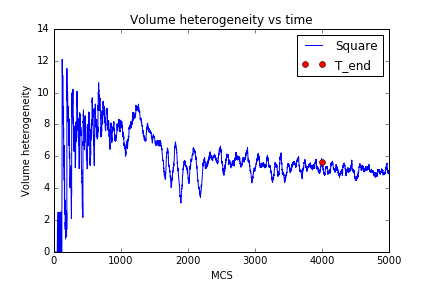 Volume heterogeneity vs time
Square
T_end
Volume heterogeneity
14
12
10
8
6
4
2
0
0 1000 2000 3000 4000 5000
MCS